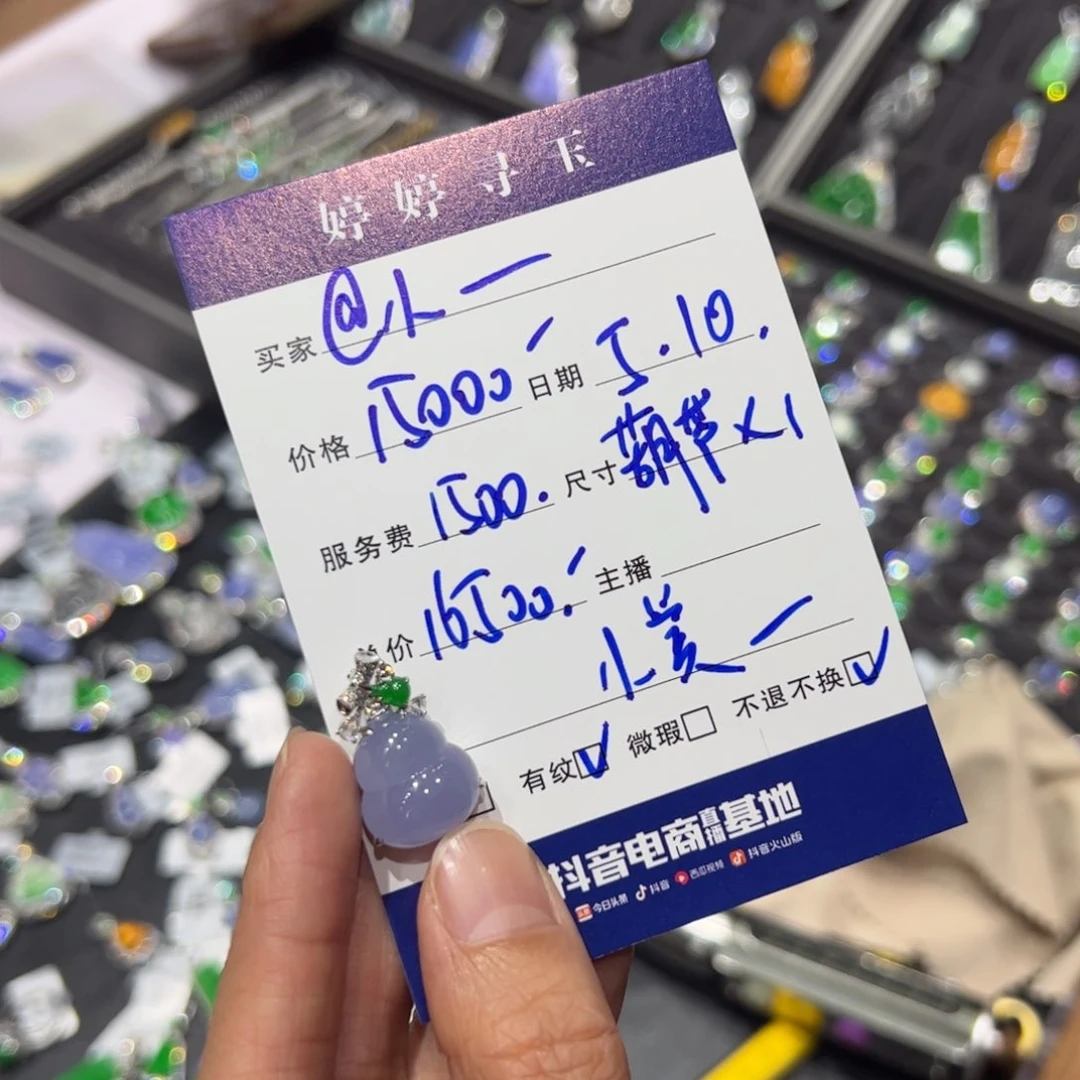 婷婷寻玉
买家 @小一
价格 15000 日期 5.10.
服务费 1500. 尺寸 葫芦x1
价 16500. 主播
小美
有纹 ✓ 微瑕 □ 不退不换 ✓
抖音电商直播基地
今日头条 抖音 西瓜视频 抖音火山版